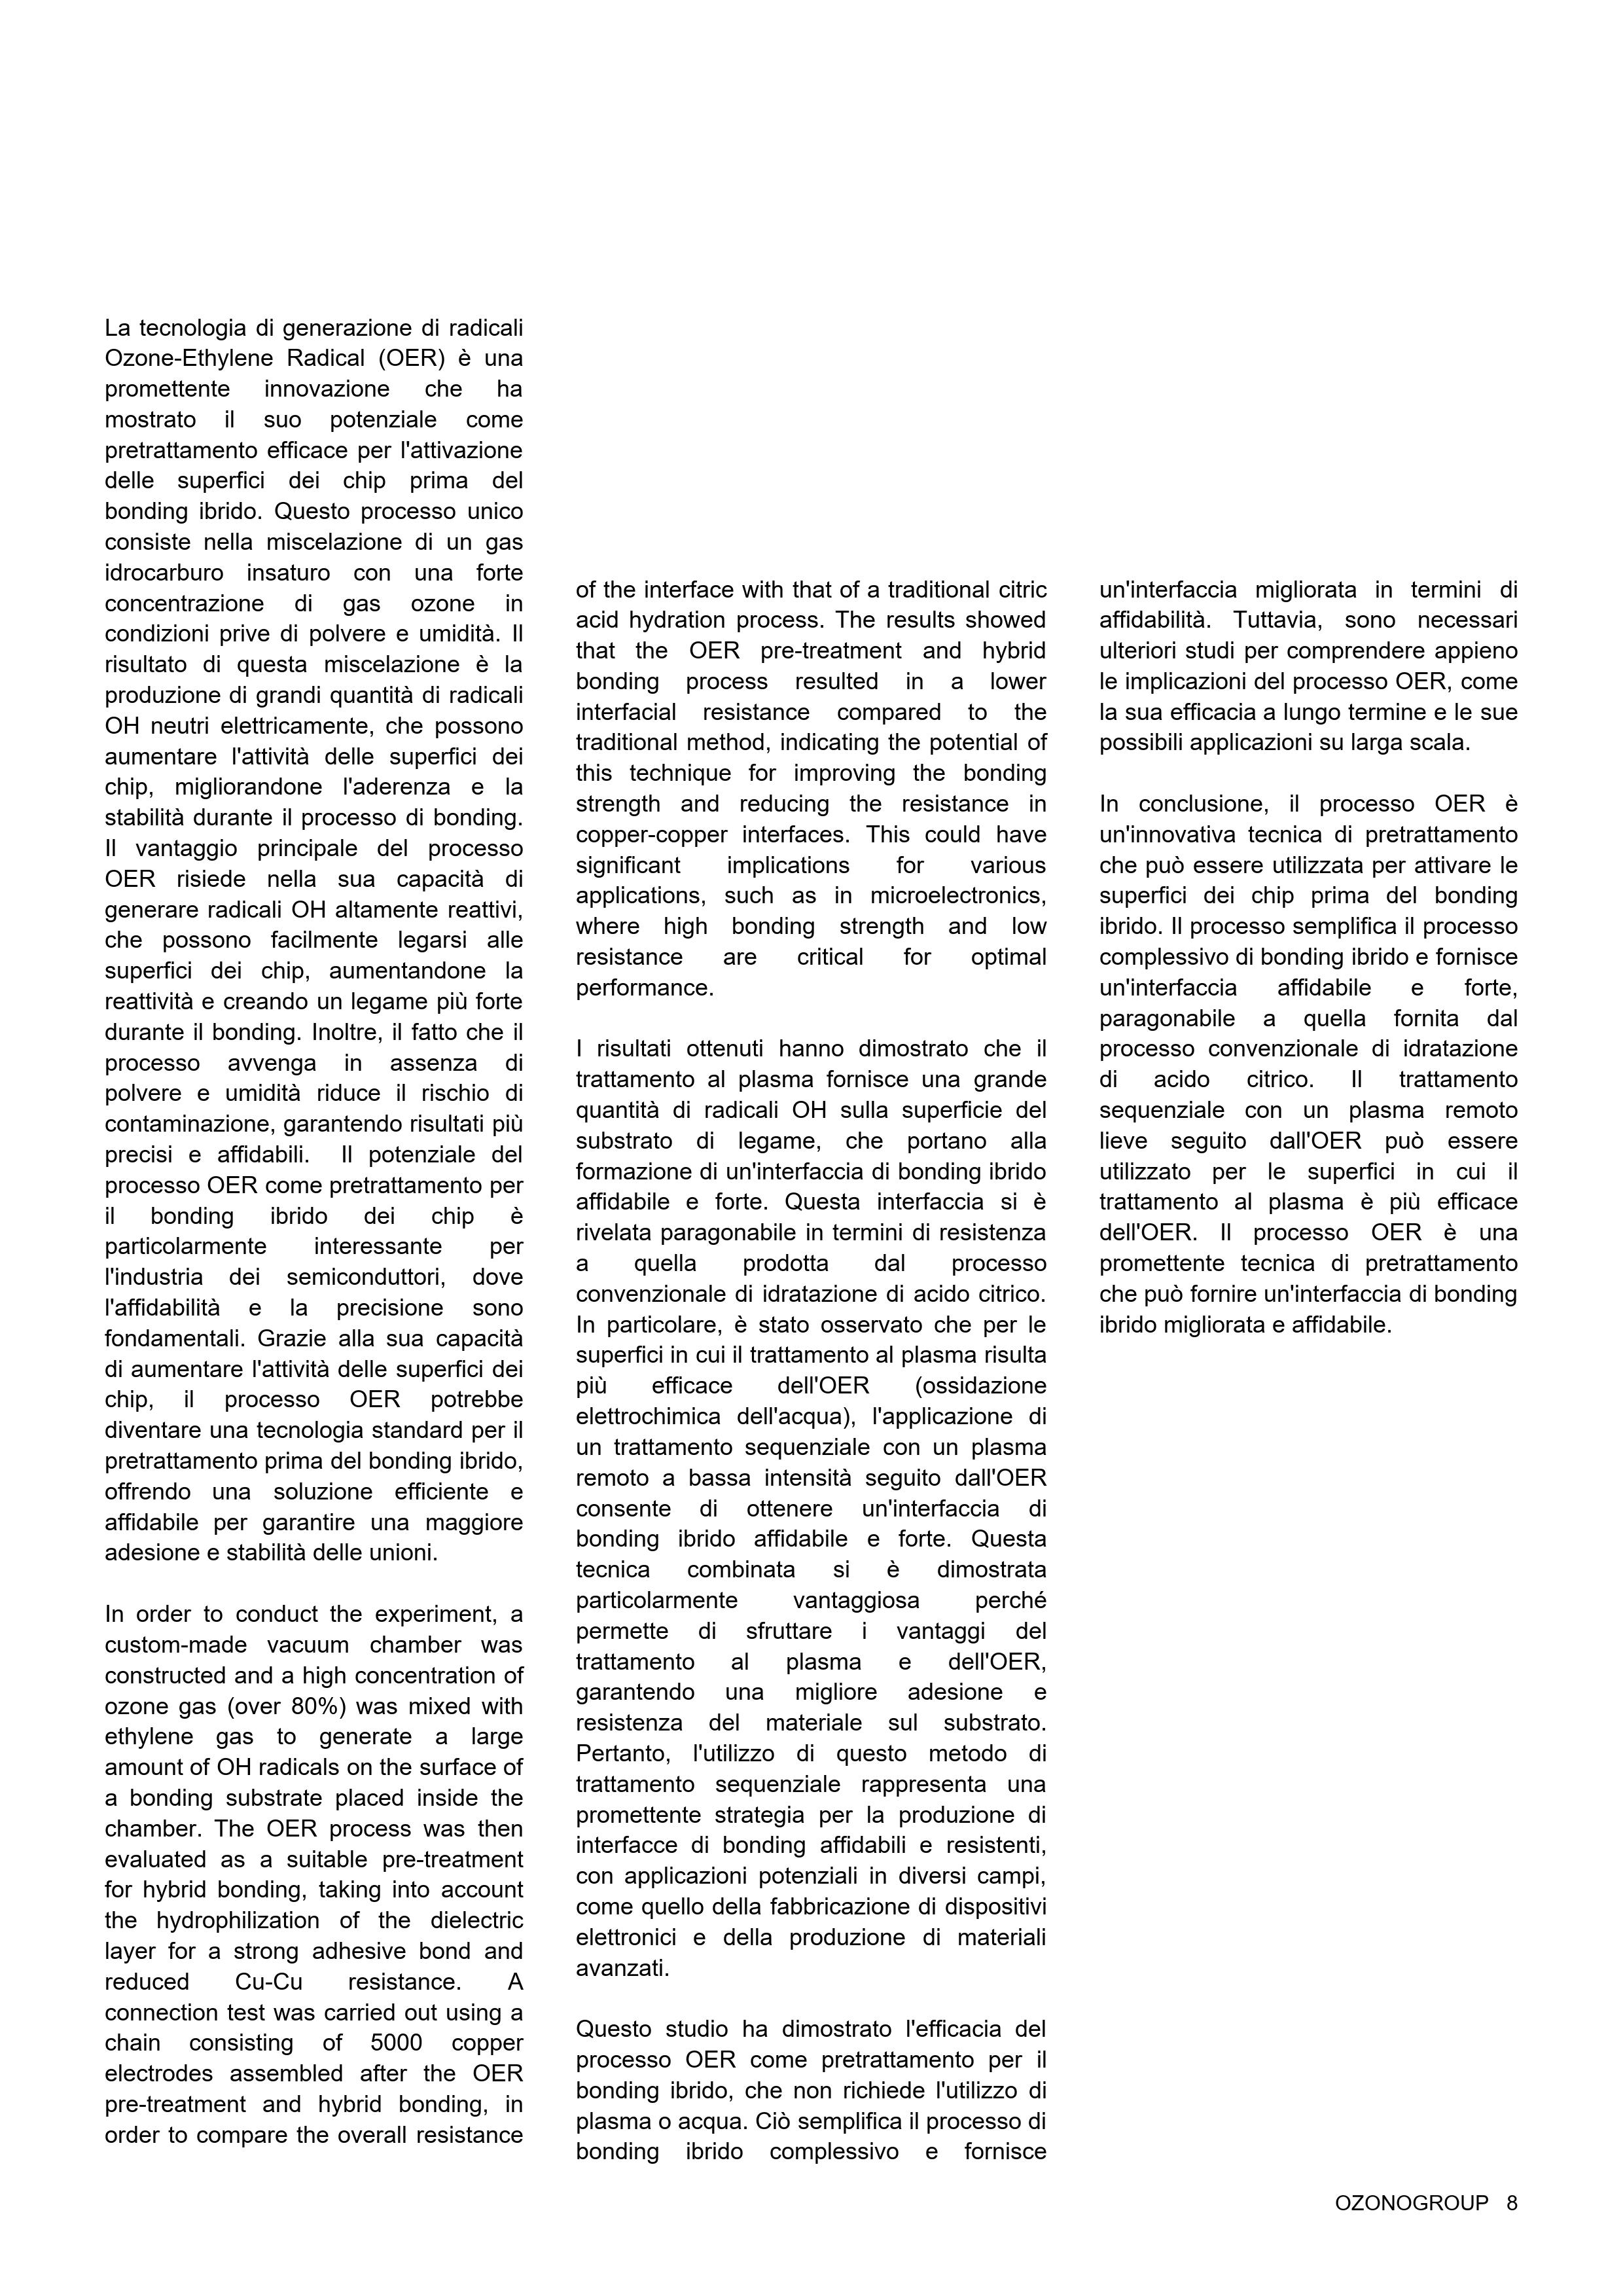 La tecnologia di generazione di radicali
Ozone-Ethylene Radical (OER) è una
promettente innovazione che ha
mostrato il suo potenziale come
pretrattamento efficace per l'attivazione
delle superfici dei chip prima del
bonding ibrido. Questo processo unico
consiste nella miscelazione di un gas
idrocarburo insaturo con una forte
concentrazione di gas ozone in
condizioni prive di polvere e umidità. Il
risultato di questa miscelazione è la
produzione di grandi quantità di radicali
OH neutri elettricamente, che possono
aumentare l'attività delle superfici dei
chip, migliorandone l'aderenza e la
stabilità durante il processo di bonding.
Il vantaggio principale del processo
OER risiede nella sua capacità di
generare radicali OH altamente reattivi,
che possono facilmente legarsi alle
superfici dei chip, aumentandone la
reattività e creando un legame più forte
durante il bonding. Inoltre, il fatto che il
processo avvenga in assenza di
polvere e umidità riduce il rischio di
contaminazione, garantendo risultati più
precisi e affidabili. Il potenziale del
processo OER come pretrattamento per
il bonding ibrido dei chip è
particolarmente interessante per
l'industria dei semiconduttori, dove
l'affidabilità e la precisione sono
fondamentali. Grazie alla sua capacità
di aumentare l'attività delle superfici dei
chip, il processo OER potrebbe
diventare una tecnologia standard per il
pretrattamento prima del bonding ibrido,
offrendo una soluzione efficiente e
affidabile per garantire una maggiore
adesione e stabilità delle unioni.

In order to conduct the experiment, a
custom-made vacuum chamber was
constructed and a high concentration of
ozone gas (over 80%) was mixed with
ethylene gas to generate a large
amount of OH radicals on the surface of
a bonding substrate placed inside the
chamber. The OER process was then
evaluated as a suitable pre-treatment
for hybrid bonding, taking into account
the hydrophilization of the dielectric
layer for a strong adhesive bond and
reduced Cu-Cu resistance. A
connection test was carried out using a
chain consisting of 5000 copper
electrodes assembled after the OER
pre-treatment and hybrid bonding, in
order to compare the overall resistance
of the interface with that of a traditional citric
acid hydration process. The results showed
that the OER pre-treatment and hybrid
bonding process resulted in a lower
interfacial resistance compared to the
traditional method, indicating the potential of
this technique for improving the bonding
strength and reducing the resistance in
copper-copper interfaces. This could have
significant implications for various
applications, such as in microelectronics,
where high bonding strength and low
resistance are critical for optimal
performance.

I risultati ottenuti hanno dimostrato che il
trattamento al plasma fornisce una grande
quantità di radicali OH sulla superficie del
substrato di legame, che portano alla
formazione di un'interfaccia di bonding ibrido
affidabile e forte. Questa interfaccia si è
rivelata paragonabile in termini di resistenza
a quella prodotta dal processo
convenzionale di idratazione di acido citrico.
In particolare, è stato osservato che per le
superfici in cui il trattamento al plasma risulta
più efficace dell'OER (ossidazione
elettrochimica dell'acqua), l'applicazione di
un trattamento sequenziale con un plasma
remoto a bassa intensità seguito dall'OER
consente di ottenere un'interfaccia di
bonding ibrido affidabile e forte. Questa
tecnica combinata si è dimostrata
particolarmente vantaggiosa perché
permette di sfruttare i vantaggi del
trattamento al plasma e dell'OER,
garantendo una migliore adesione e
resistenza del materiale sul substrato.
Pertanto, l'utilizzo di questo metodo di
trattamento sequenziale rappresenta una
promettente strategia per la produzione di
interfacce di bonding affidabili e resistenti,
con applicazioni potenziali in diversi campi,
come quello della fabbricazione di dispositivi
elettronici e della produzione di materiali
avanzati.

Questo studio ha dimostrato l'efficacia del
processo OER come pretrattamento per il
bonding ibrido, che non richiede l'utilizzo di
plasma o acqua. Ciò semplifica il processo di
bonding ibrido complessivo e fornisce
un'interfaccia migliorata in termini di
affidabilità. Tuttavia, sono necessari
ulteriori studi per comprendere appieno
le implicazioni del processo OER, come
la sua efficacia a lungo termine e le sue
possibili applicazioni su larga scala.

In conclusione, il processo OER è
un'innovativa tecnica di pretrattamento
che può essere utilizzata per attivare le
superfici dei chip prima del bonding
ibrido. Il processo semplifica il processo
complessivo di bonding ibrido e fornisce
un'interfaccia affidabile e forte,
paragonabile a quella fornita dal
processo convenzionale di idratazione
di acido citrico. Il trattamento
sequenziale con un plasma remoto
lieve seguito dall'OER può essere
utilizzato per le superfici in cui il
trattamento al plasma è più efficace
dell'OER. Il processo OER è una
promettente tecnica di pretrattamento
che può fornire un'interfaccia di bonding
ibrido migliorata e affidabile.

OZONOGROUP 8